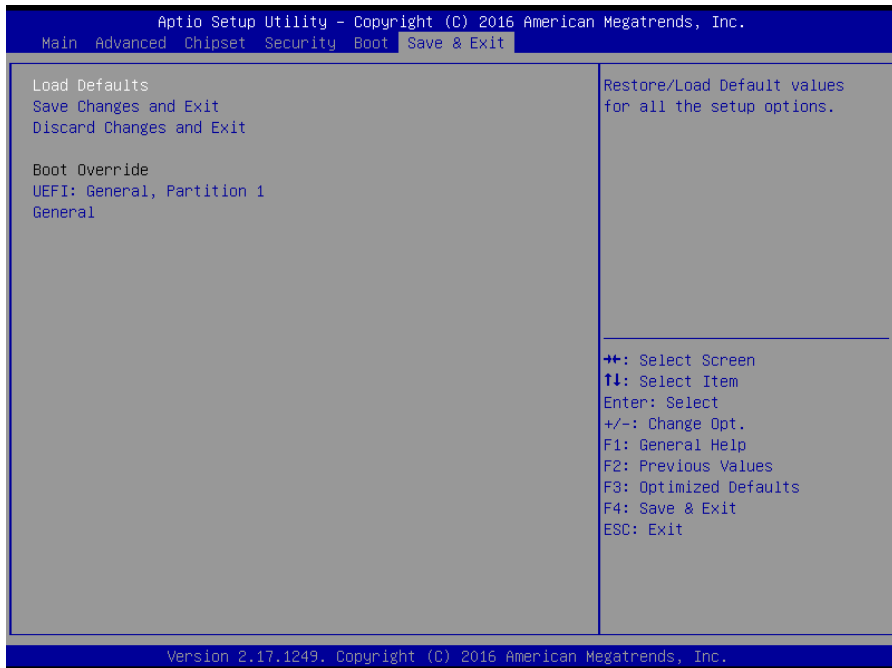 Aptio Setup Utility – Copyright (C) 2016 American Megatrends, Inc.
Main Advanced Chipset Security Boot Save & Exit
Load Defaults
Save Changes and Exit
Discard Changes and Exit
Boot Override
UEFI: General, Partition 1
General
Restore/Load Default values
for all the setup options.
→←: Select Screen
↑↓: Select Item
Enter: Select
+/-: Change Opt.
F1: General Help
F2: Previous Values
F3: Optimized Defaults
F4: Save & Exit
ESC: Exit
Version 2.17.1249. Copyright (C) 2016 American Megatrends, Inc.